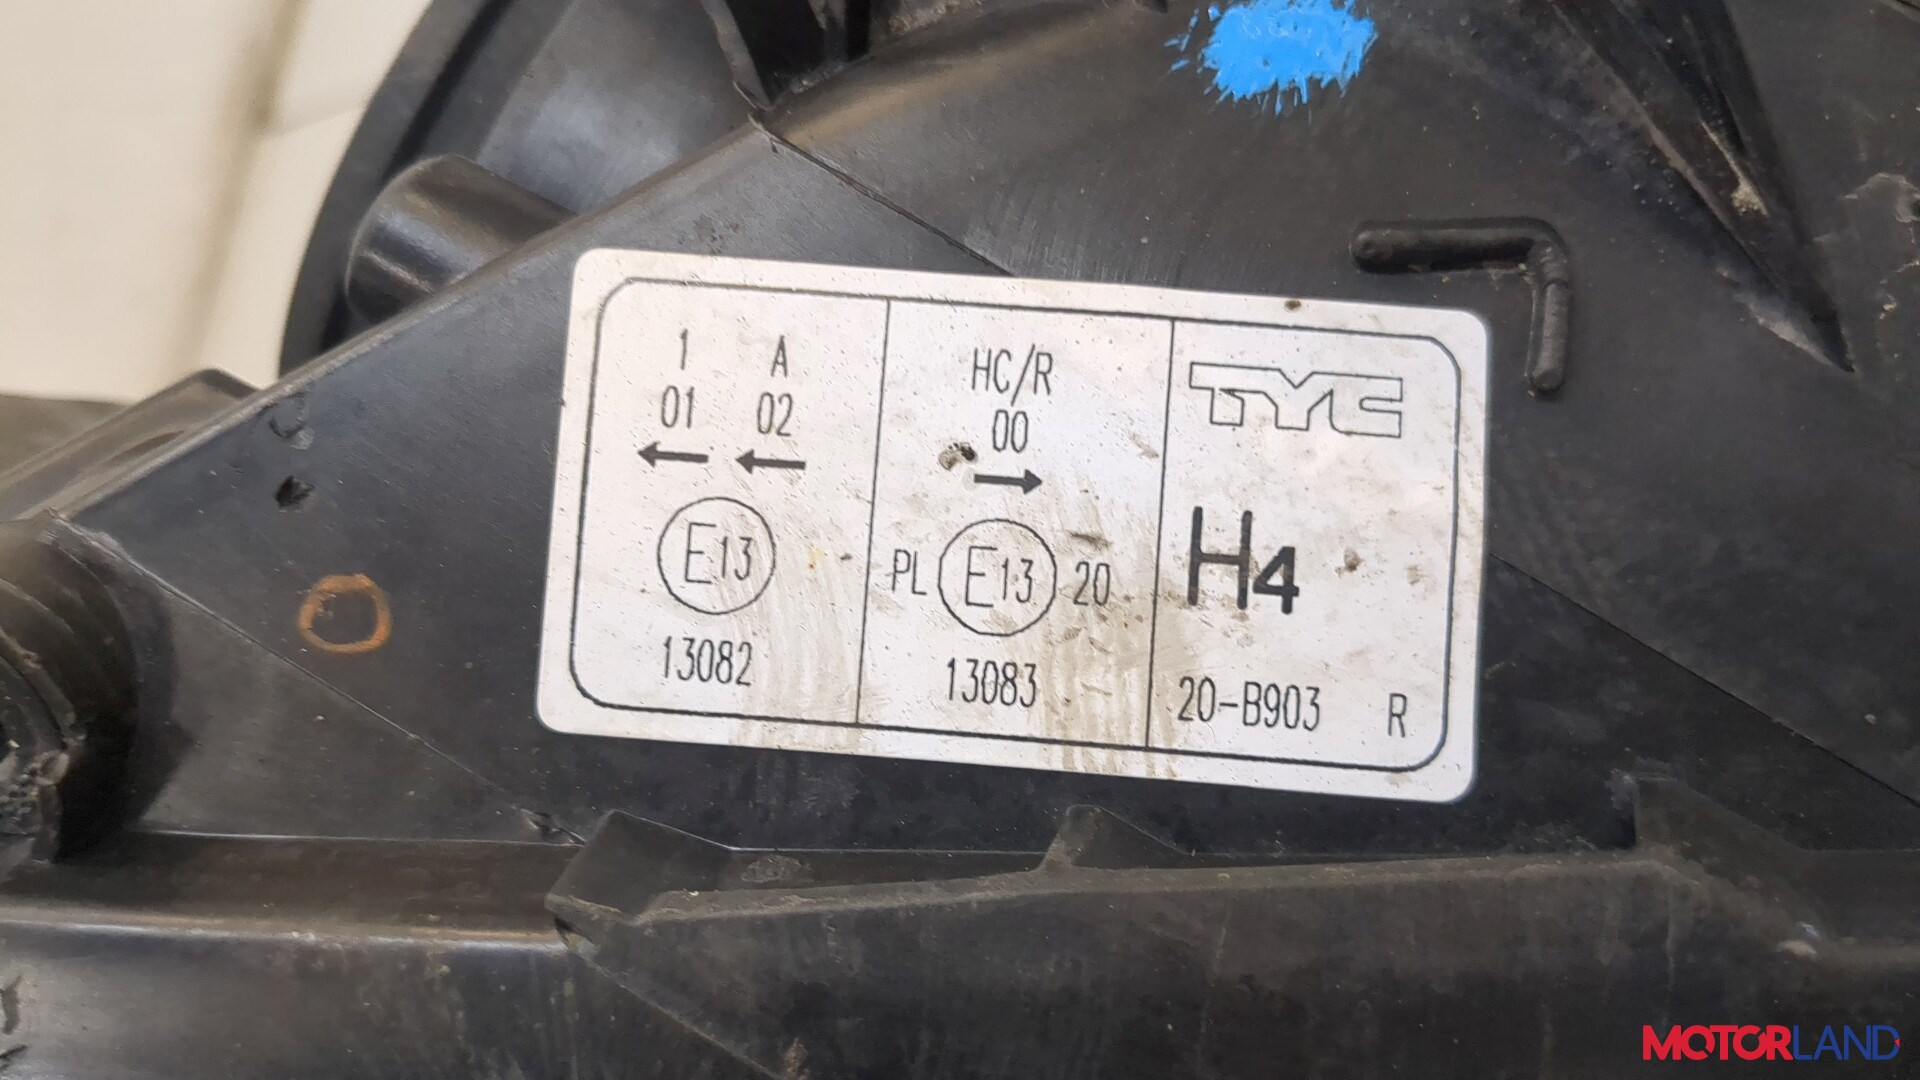 1 A
01 02
← ←
E13
13082
HC/R
00
→
PL E13 20
13083
TYC
H4
20-B903 R
MOTORLAND